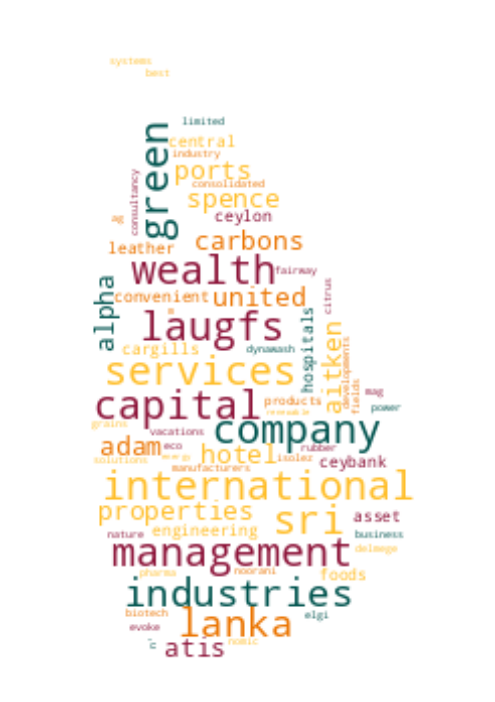 systems
best
limited
green
central
industry
ports
consolidated
consultancy
spence
ag
ceylon
leather
carbons
wealth
fairway
alpha
convenient
united
citrus
laugfs
hospitals
cargills
dynawash
aitken
developments
services
fields
mag
capital
products
power
renewable
grains
company
vacations
adam
eco
hotel
rubber
solutions
energy
isolez
ceybank
manufacturers
international
properties
sri
asset
nature
engineering
business
management
delmege
pharma
noorani
foods
industries
biotech
lanka
elgi
evoke
atis